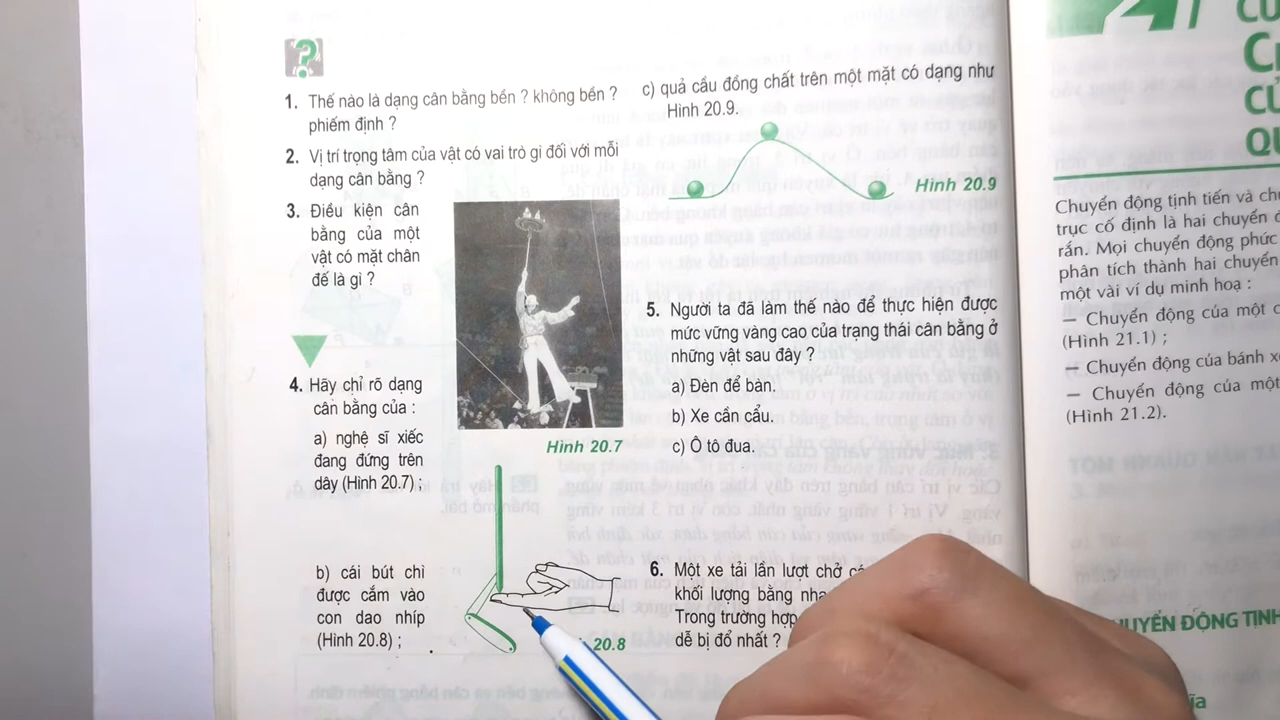 1. Thế nào là dạng cân bằng bền ? không bền ?
phiếm định ?
2. Vị trí trọng tâm của vật có vai trò gì đối với mỗi
dạng cân bằng ?
3. Điều kiện cân
bằng của một
vật có mặt chân
đế là gì ?
4. Hãy chỉ rõ dạng
cân bằng của :
a) nghệ sĩ xiếc
đang đứng trên
dây (Hình 20.7) ;
Hình 20.7
b) cái bút chì
được cắm vào
con dao nhíp
(Hình 20.8) ;
20.8
c) quả cầu đồng chất trên một mặt có dạng như
Hình 20.9.
Hình 20.9
5. Người ta đã làm thế nào để thực hiện được
mức vững vàng cao của trạng thái cân bằng ở
những vật sau đây ?
a) Đèn để bàn.
b) Xe cần cẩu.
c) Ô tô đua.
6. Một xe tải lần lượt chở
khối lượng bằng
Trong trường hợp
dễ bị đổ nhất ?
Chuyển động tịnh tiến và
trục cố định là hai chuyển
rắn. Mọi chuyển động phức
phân tích thành hai chuyển
một vài ví dụ minh hoạ :
– Chuyển động của một
(Hình 21.1) ;
– Chuyển động của bánh
– Chuyển động của một
(Hình 21.2).